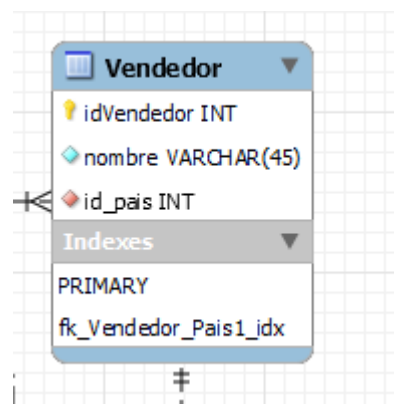 Vendedor
idVendedor INT
nombre VARCHAR(45)
id_pais INT
Indexes
PRIMARY
fk_Vendedor_Pais1_idx